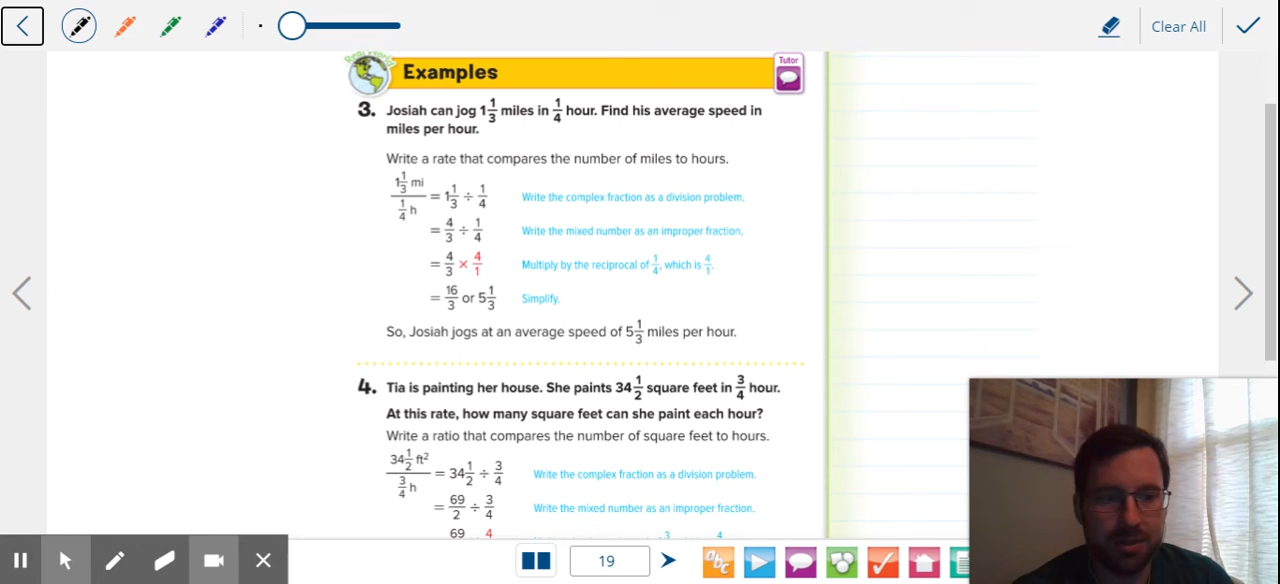 Clear All
Examples
Tutor
3. Josiah can jog 1 1/3 miles in 1/4 hour. Find his average speed in
miles per hour.
Write a rate that compares the number of miles to hours.
1 1/3 mi / 1/4 h = 1 1/3 ÷ 1/4 Write the complex fraction as a division problem.
= 4/3 ÷ 1/4 Write the mixed number as an improper fraction.
= 4/3 × 4/1 Multiply by the reciprocal of 1/4, which is 4/1.
= 16/3 or 5 1/3 Simplify.
So, Josiah jogs at an average speed of 5 1/3 miles per hour.
4. Tia is painting her house. She paints 34 1/2 square feet in 3/4 hour.
At this rate, how many square feet can she paint each hour?
Write a ratio that compares the number of square feet to hours.
34 1/2 ft² / 3/4 h = 34 1/2 ÷ 3/4 Write the complex fraction as a division problem.
= 69/2 ÷ 3/4 Write the mixed number as an improper fraction.
69 4 3 4
19
abc